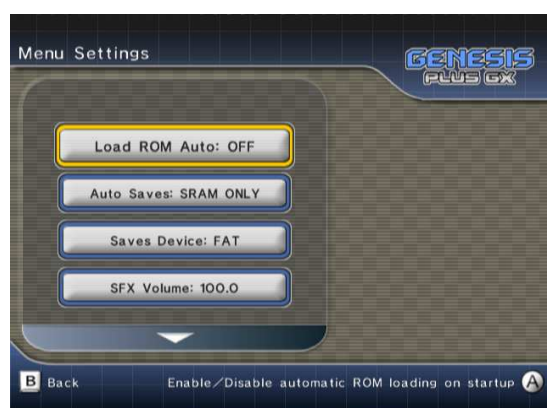 Menu Settings
GENESIS
PLUS GX
Load ROM Auto: OFF
Auto Saves: SRAM ONLY
Saves Device: FAT
SFX Volume: 100.0
B Back
Enable/Disable automatic ROM loading on startup A